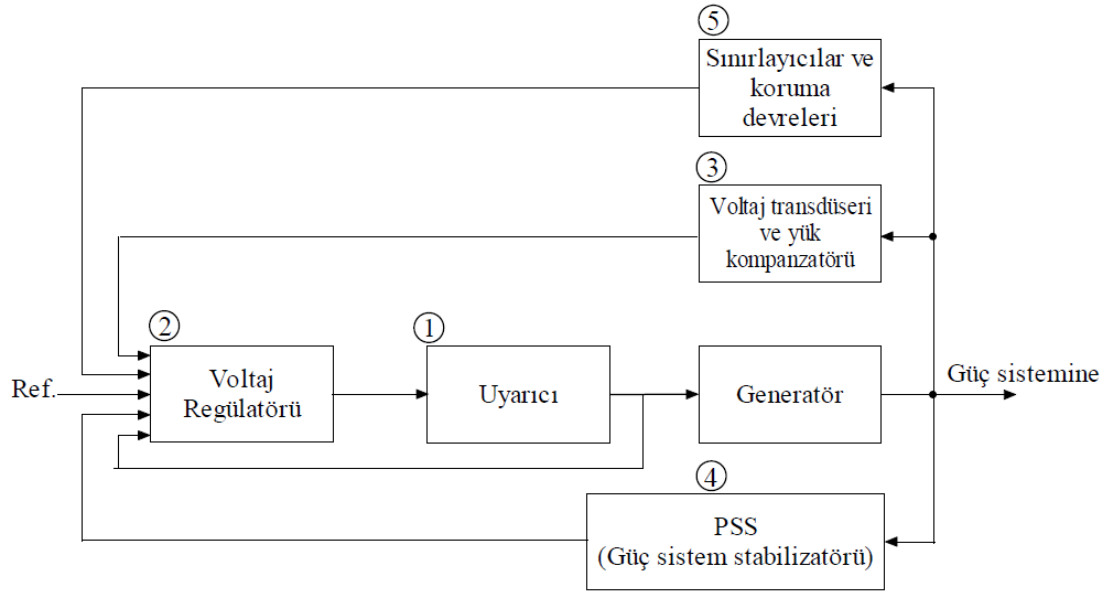 ⑤
Sınırlayıcılar ve
koruma
devreleri
③
Voltaj transdüseri
ve yük
kompanzatörü
②
①
Ref.
Voltaj
Regülatörü
Uyarıcı
Generatör
Güç sistemine
④
PSS
(Güç sistem stabilizatörü)